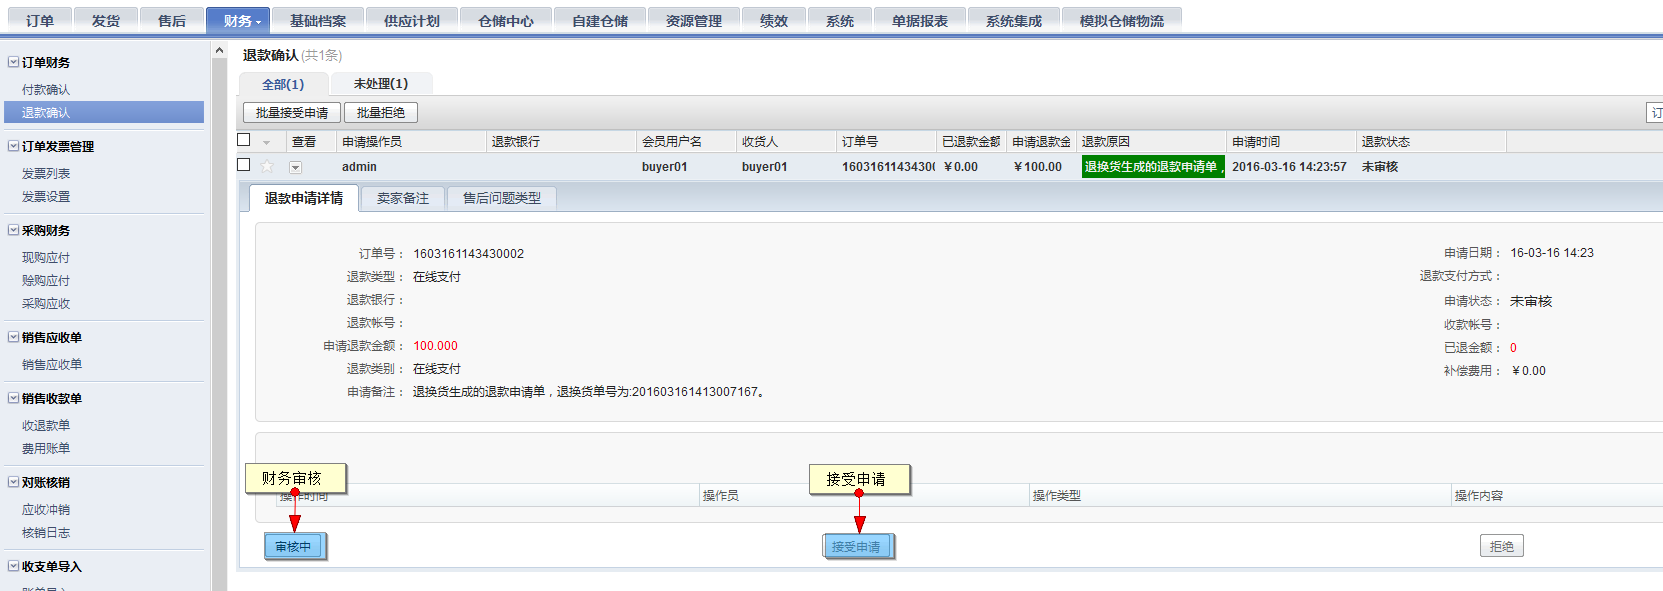 订单 发货 售后 财务 基础档案 供应计划 仓储中心 自建仓储 资源管理 绩效 系统 单据报表 系统集成 模拟仓储物流
订单财务
付款确认
退款确认
订单发票管理
发票列表
发票设置
采购财务
现购应付
赊购应付
采购应收
销售应收单
销售应收单
销售收款单
收退款单
费用账单
对账核销
应收冲销
核销日志
收支单导入
退款确认(共1条)
全部(1) 未处理(1)
批量接受申请 批量拒绝
订
查看 申请操作员 退款银行 会员用户名 收货人 订单号 已退款金额 申请退款金 退款原因 申请时间 退款状态
admin buyer01 buyer01 1603161143430 ￥0.00 ￥100.00 退换货生成的退款申请单， 2016-03-16 14:23:57 未审核
退款申请详情 卖家备注 售后问题类型
订单号： 1603161143430002
退款类型： 在线支付
退款银行：
退款帐号：
申请退款金额： 100.000
退款类别： 在线支付
申请备注： 退换货生成的退款申请单，退换货单号为:201603161413007167。
申请日期： 16-03-16 14:23
退款支付方式：
申请状态： 未审核
收款帐号：
已退金额： 0
补偿费用： ￥0.00
财务审核 接受申请
操作时间 操作员 操作类型 操作内容
审核中 接受申请 拒绝